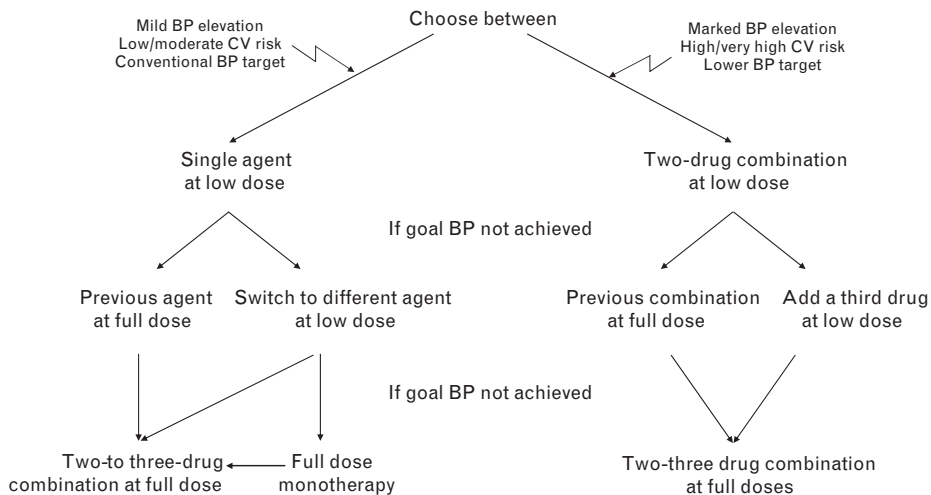 Choose between
Mild BP elevation
Low/moderate CV risk
Conventional BP target
Marked BP elevation
High/very high CV risk
Lower BP target
Single agent
at low dose
Two-drug combination
at low dose
If goal BP not achieved
Previous agent
at full dose
Switch to different agent
at low dose
Previous combination
at full dose
Add a third drug
at low dose
If goal BP not achieved
Two-to three-drug
combination at full dose
Full dose
monotherapy
Two-three drug combination
at full doses